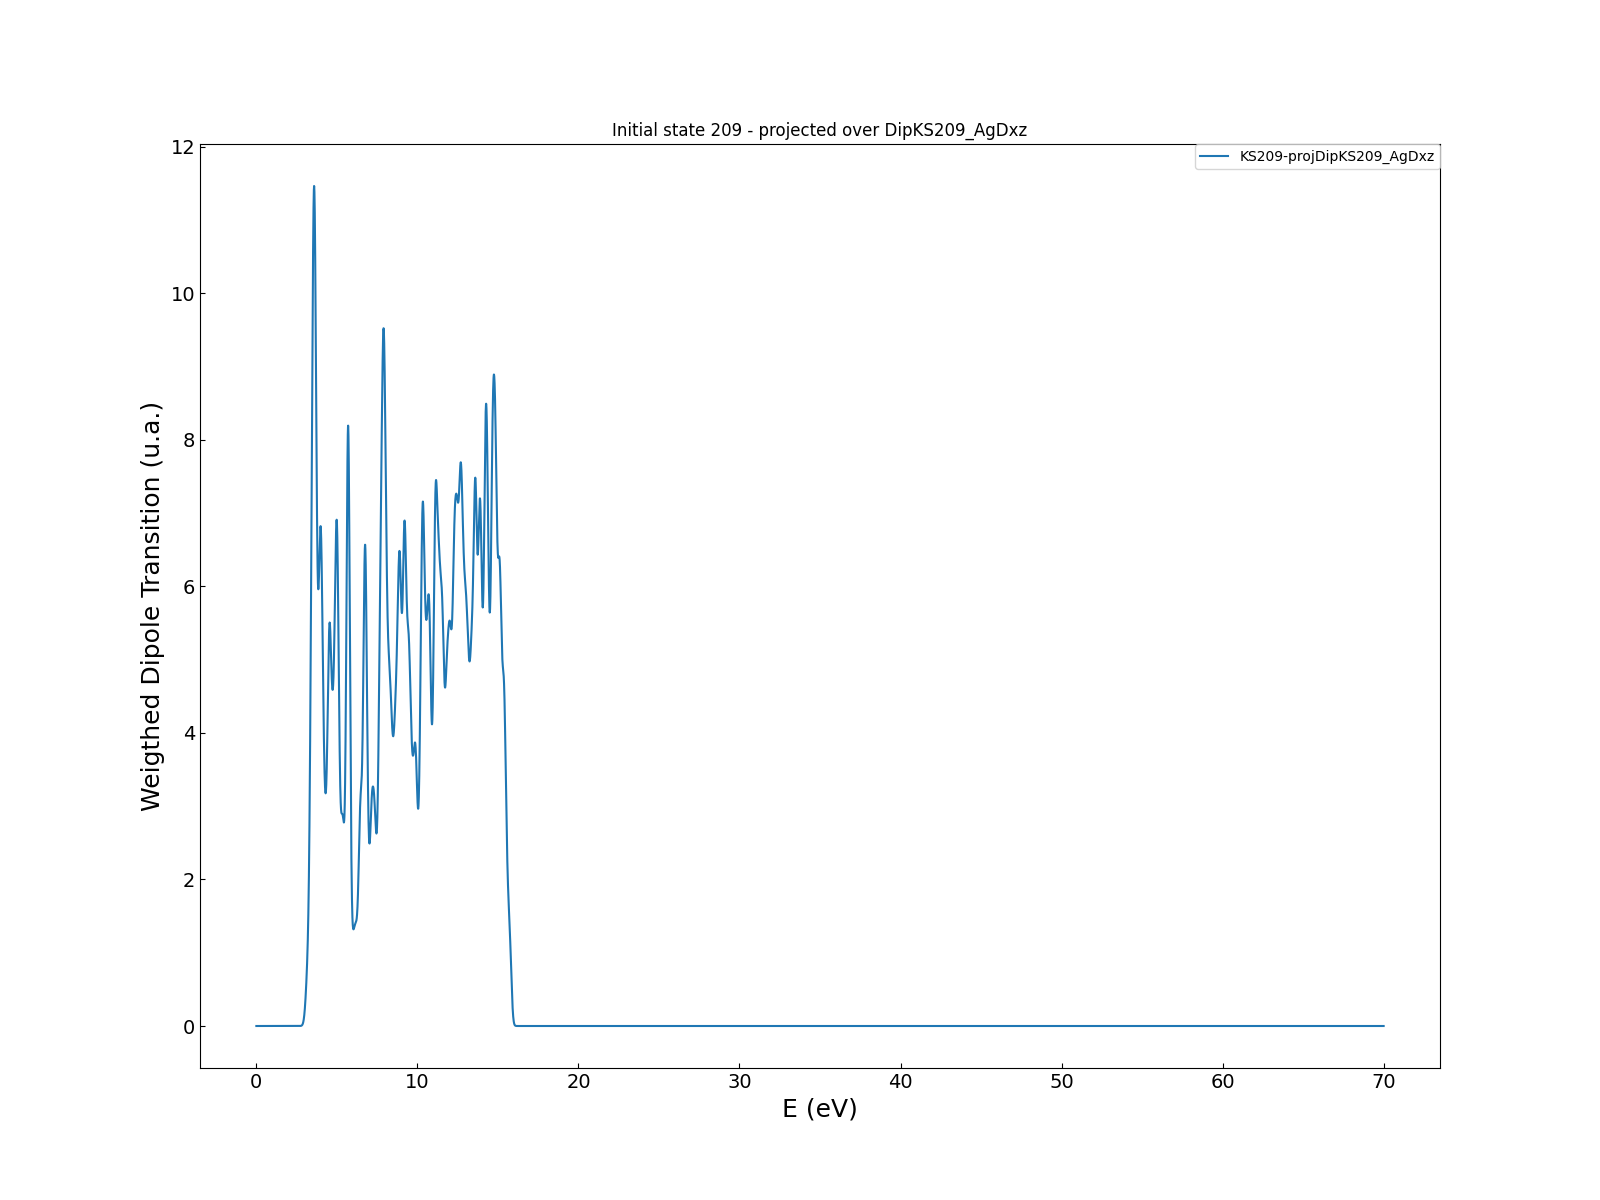 Initial state 209 - projected over DipKS209_AgDxz
KS209-projDipKS209_AgDxz
12
10
8
6
4
2
0
Weigthed Dipole Transition (u.a.)
0 10 20 30 40 50 60 70
E (eV)